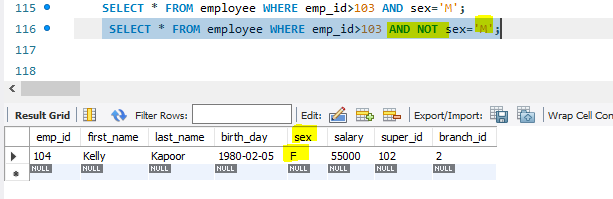 115 SELECT * FROM employee WHERE emp_id>103 AND sex='M';
116 SELECT * FROM employee WHERE emp_id>103 AND NOT sex='M';
117
118
Result Grid Filter Rows: Edit: Export/Import: Wrap Cell Con
emp_id first_name last_name birth_day sex salary super_id branch_id
104 Kelly Kapoor 1980-02-05 F 55000 102 2
NULL NULL NULL NULL NULL NULL NULL NULL